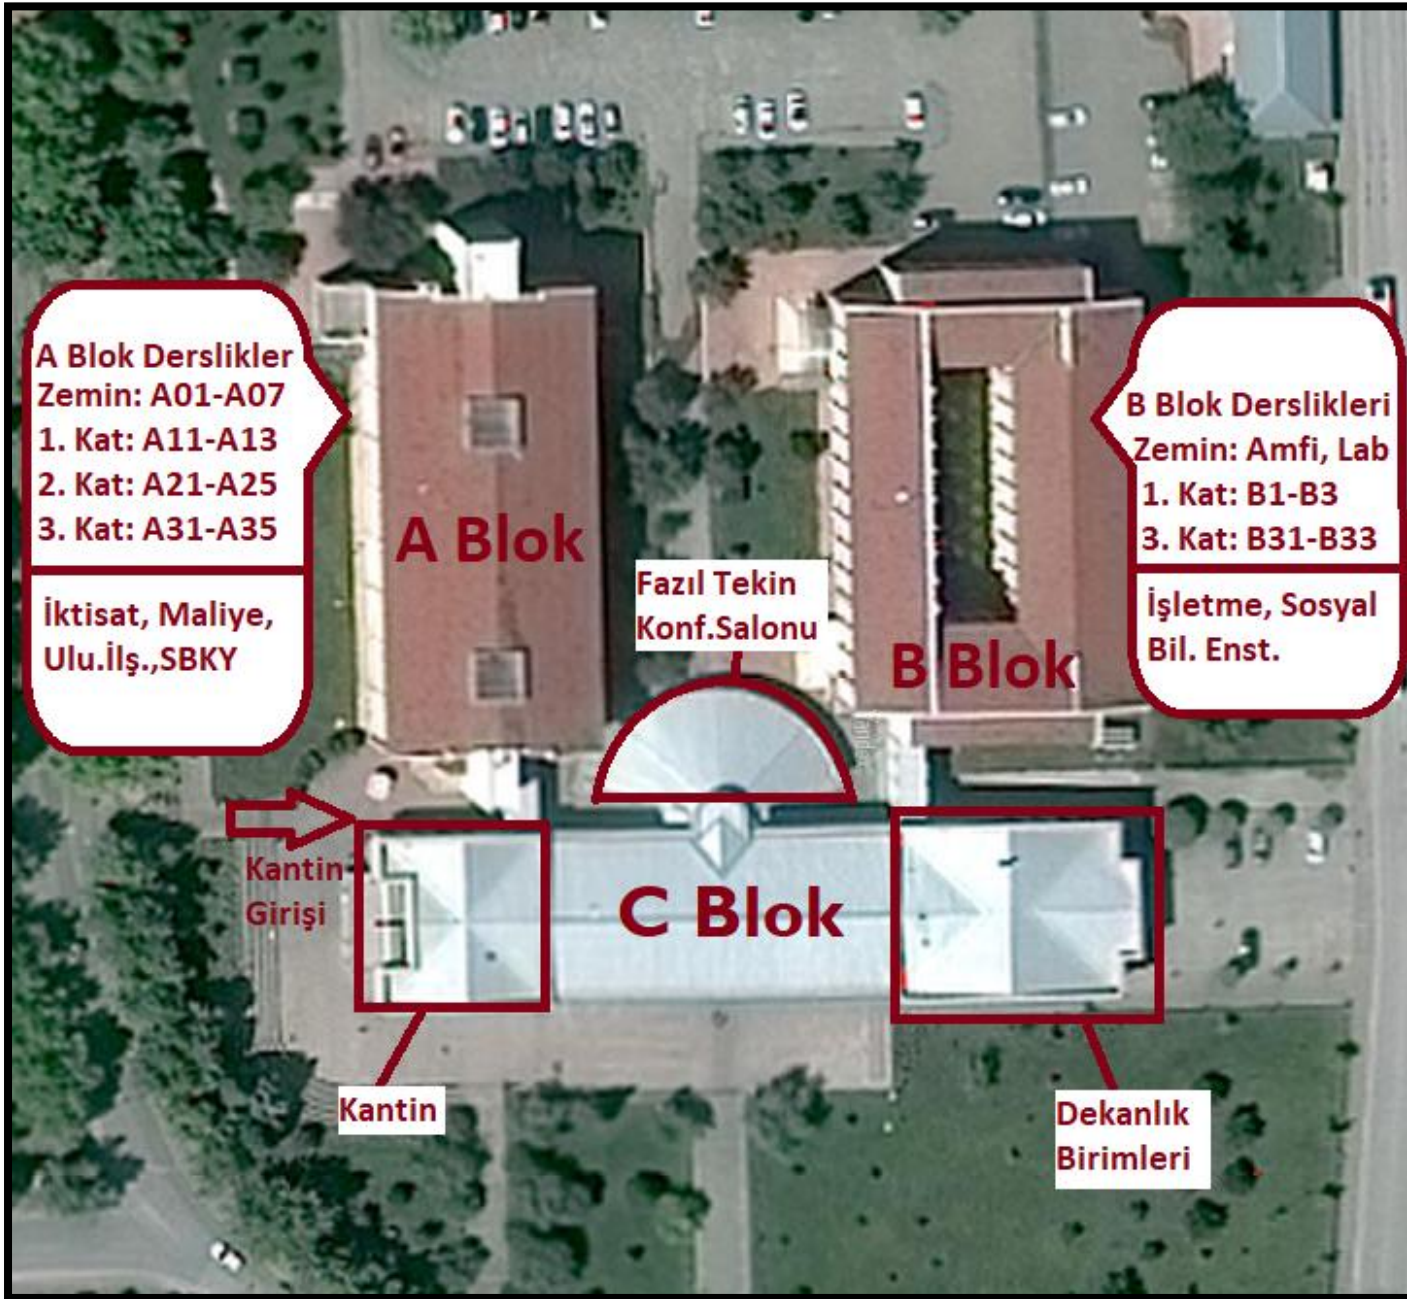 A Blok Derslikler
Zemin: A01-A07
1. Kat: A11-A13
2. Kat: A21-A25
3. Kat: A31-A35
İktisat, Maliye,
Ulu.İlş.,SBKY
A Blok
Fazıl Tekin
Konf.Salonu
B Blok
B Blok Derslikleri
Zemin: Amfi, Lab
1. Kat: B1-B3
3. Kat: B31-B33
İşletme, Sosyal
Bil. Enst.
Kantin
Girişi
C Blok
Kantin
Dekanlık
Birimleri